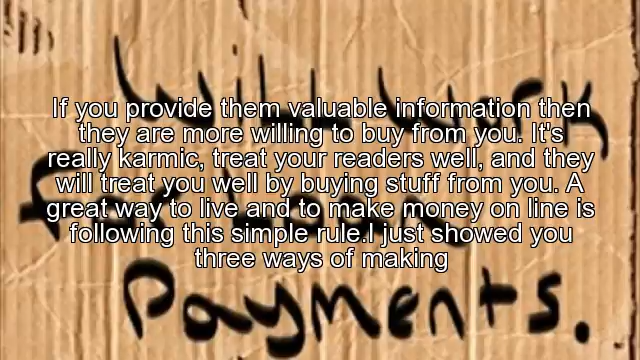 Will Work
If you provide them valuable information then
they are more willing to buy from you. It's
really karmic, treat your readers well, and they
will treat you well by buying stuff from you. A
great way to live and to make money on line is
following this simple rule.I just showed you
three ways of making
Payments.